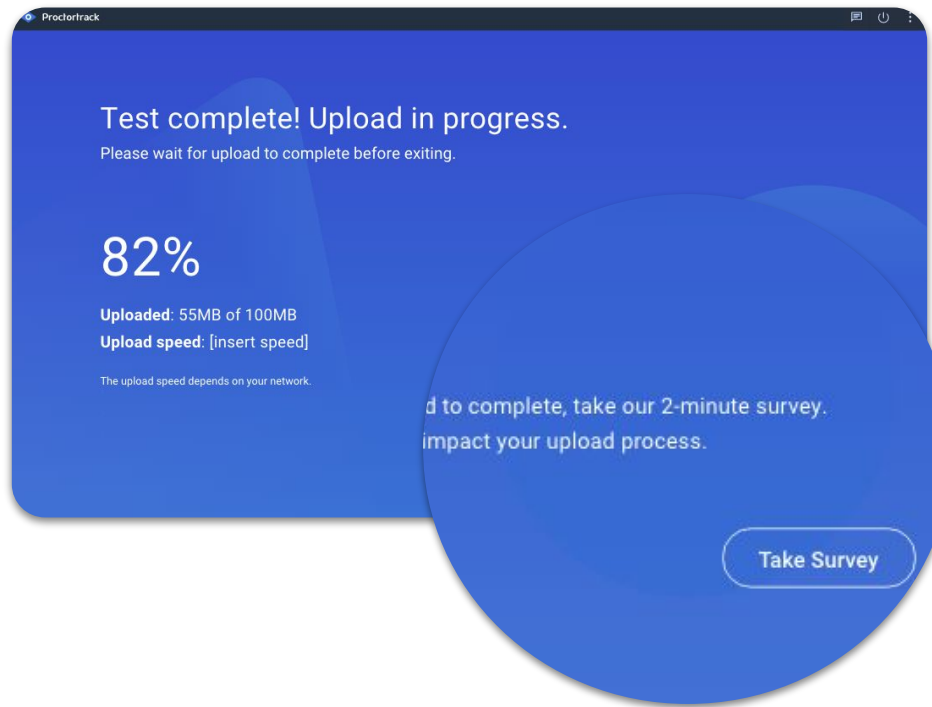 Proctortrack
Test complete! Upload in progress.
Please wait for upload to complete before exiting.
82%
Uploaded: 55MB of 100MB
Upload speed: [insert speed]
The upload speed depends on your network.
d to complete, take our 2-minute survey.
impact your upload process.
Take Survey